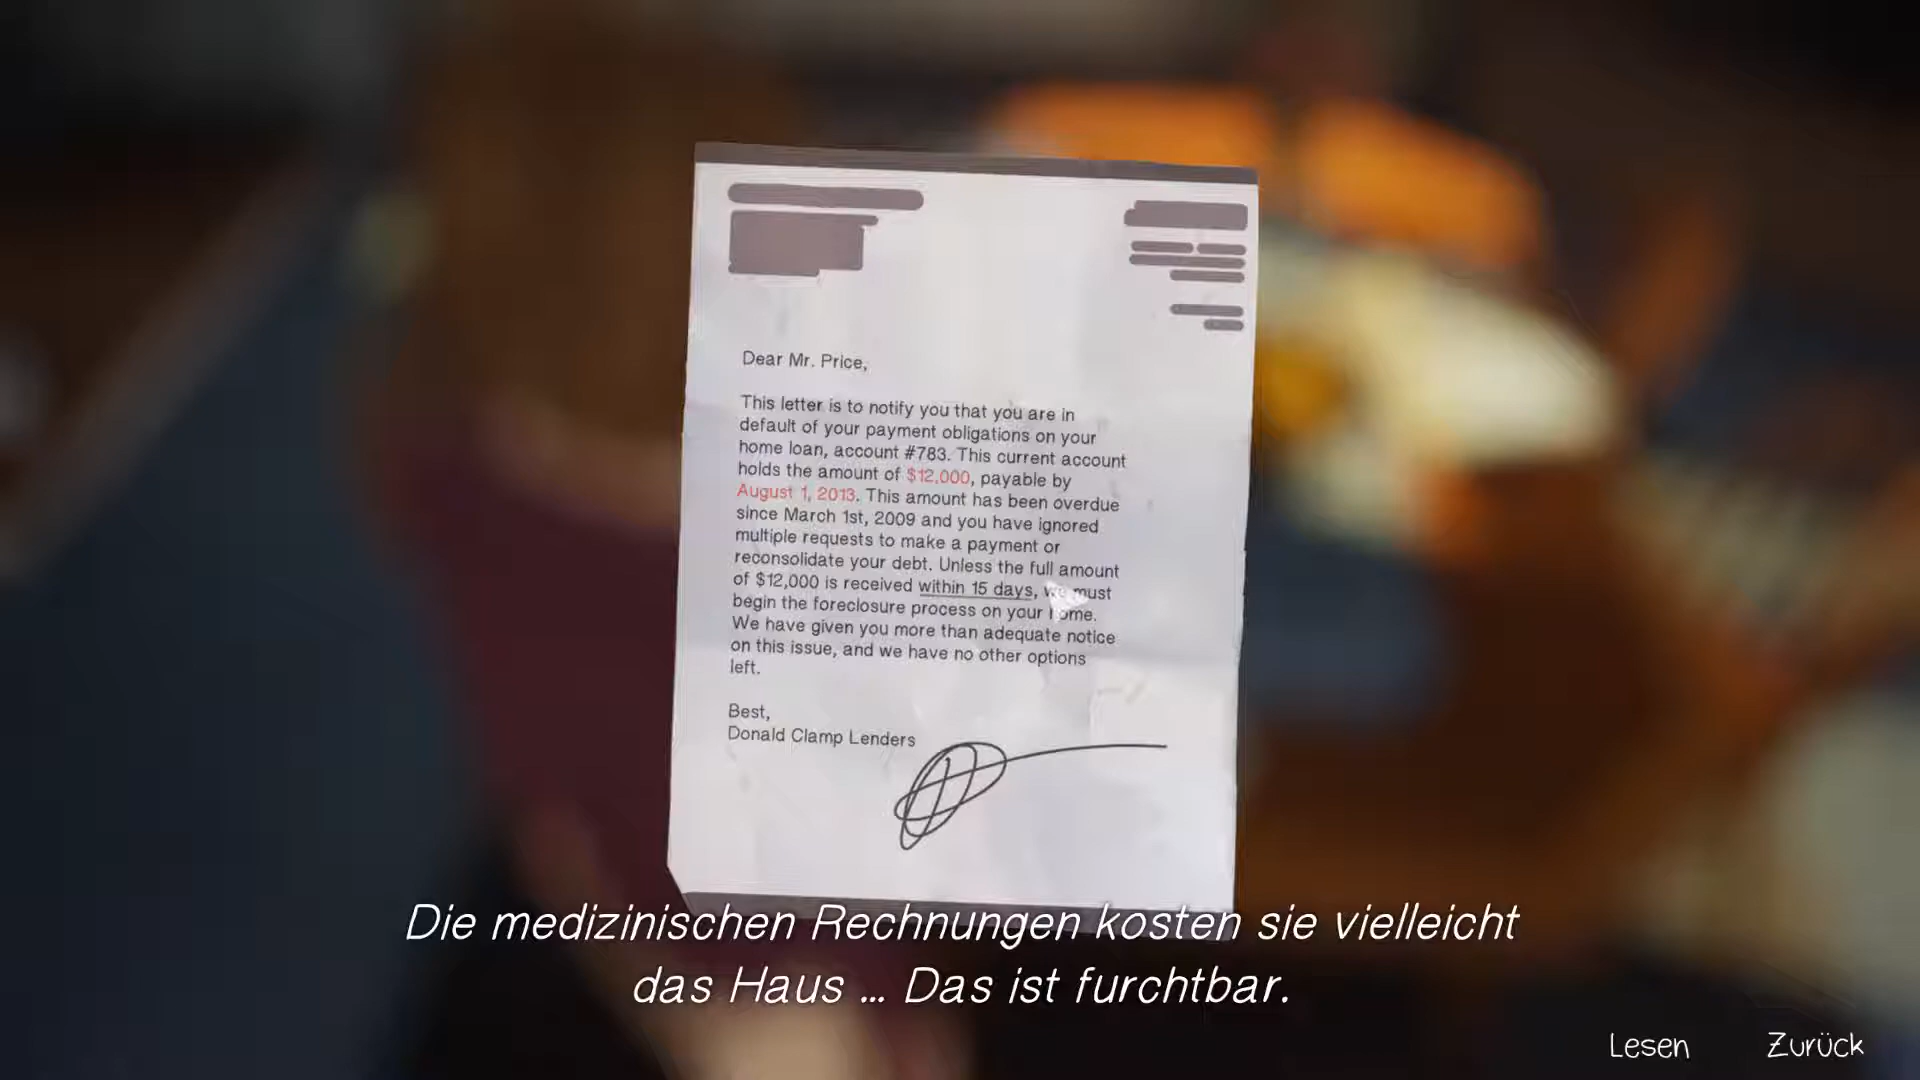 Dear Mr. Price,
This letter is to notify you that you are in
default of your payment obligations on your
home loan, account #783. This current account
holds the amount of $12,000, payable by
August 1, 2013. This amount has been overdue
since March 1st, 2009 and you have ignored
multiple requests to make a payment or
reconsolidate your debt. Unless the full amount
of $12,000 is received within 15 days, we must
begin the foreclosure process on your home.
We have given you more than adequate notice
on this issue, and we have no other options
left.
Best,
Donald Clamp Lenders
Die medizinischen Rechnungen kosten sie vielleicht
das Haus ... Das ist furchtbar.
Lesen Zurück